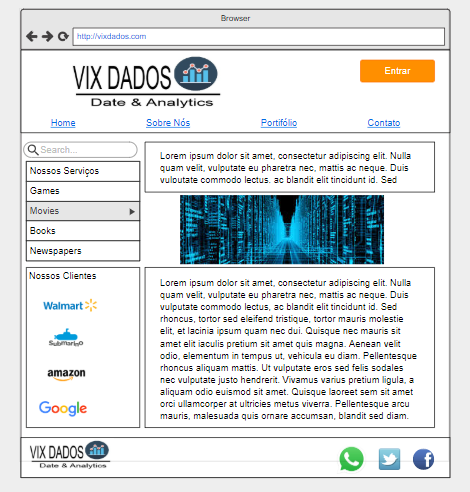 Browser
http://vixdados.com
VIX DADOS
Date & Analytics
Entrar
Home
Sobre Nós
Portifólio
Contato
Search...
Nossos Serviços
Games
Movies
Books
Newspapers
Lorem ipsum dolor sit amet, consectetur adipiscing elit. Nulla
quam velit, vulputate eu pharetra nec, mattis ac neque. Duis
vulputate commodo lectus, ac blandit elit tincidunt id. Sed
Nossos Clientes
Walmart
Submarino
amazon
Google
Lorem ipsum dolor sit amet, consectetur adipiscing elit. Nulla
quam velit, vulputate eu pharetra nec, mattis ac neque. Duis
vulputate commodo lectus, ac blandit elit tincidunt id. Sed
rhoncus, tortor sed eleifend tristique, tortor mauris molestie
elit, et lacinia ipsum quam nec dui. Quisque nec mauris sit
amet elit iaculis pretium sit amet quis magna. Aenean velit
odio, elementum in tempus ut, vehicula eu diam. Pellentesque
rhoncus aliquam mattis. Ut vulputate eros sed felis sodales
nec vulputate justo hendrerit. Vivamus varius pretium ligula, a
aliquam odio euismod sit amet. Quisque laoreet sem sit amet
orci ullamcorper at ultricies metus viverra. Pellentesque arcu
mauris, malesuada quis ornare accumsan, blandit sed diam.
VIX DADOS
Date & Analytics